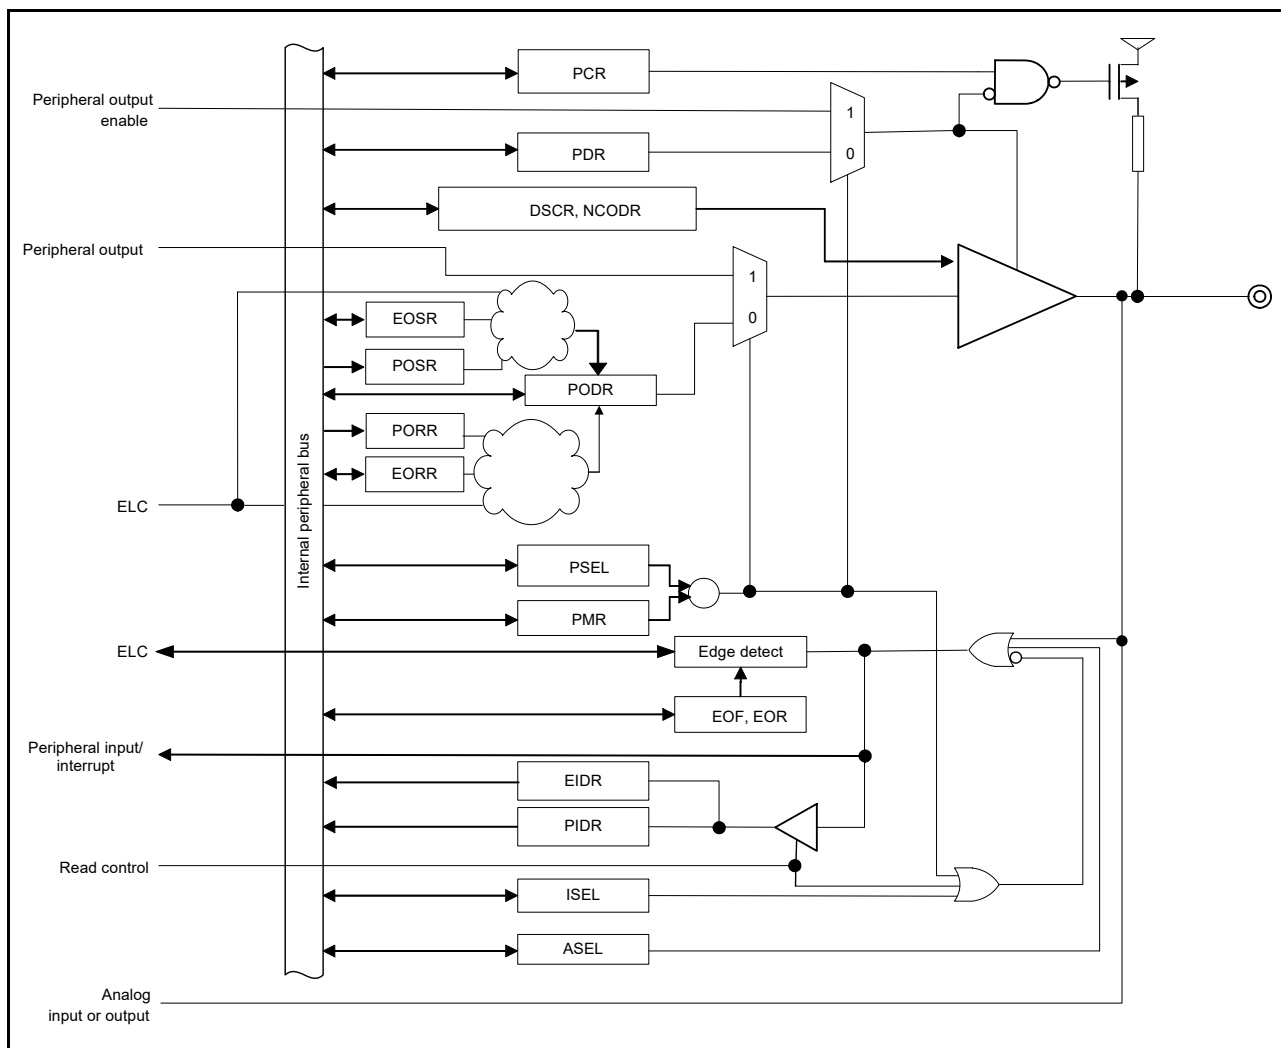 PCR
Peripheral output
enable
1
0
PDR
DSCR, NCODR
Peripheral output
1
0
EOSR
POSR
PODR
PORR
EORR
Internal peripheral bus
ELC
PSEL
PMR
ELC
Edge detect
EOF, EOR
Peripheral input/
interrupt
EIDR
PIDR
Read control
ISEL
ASEL
Analog
input or output